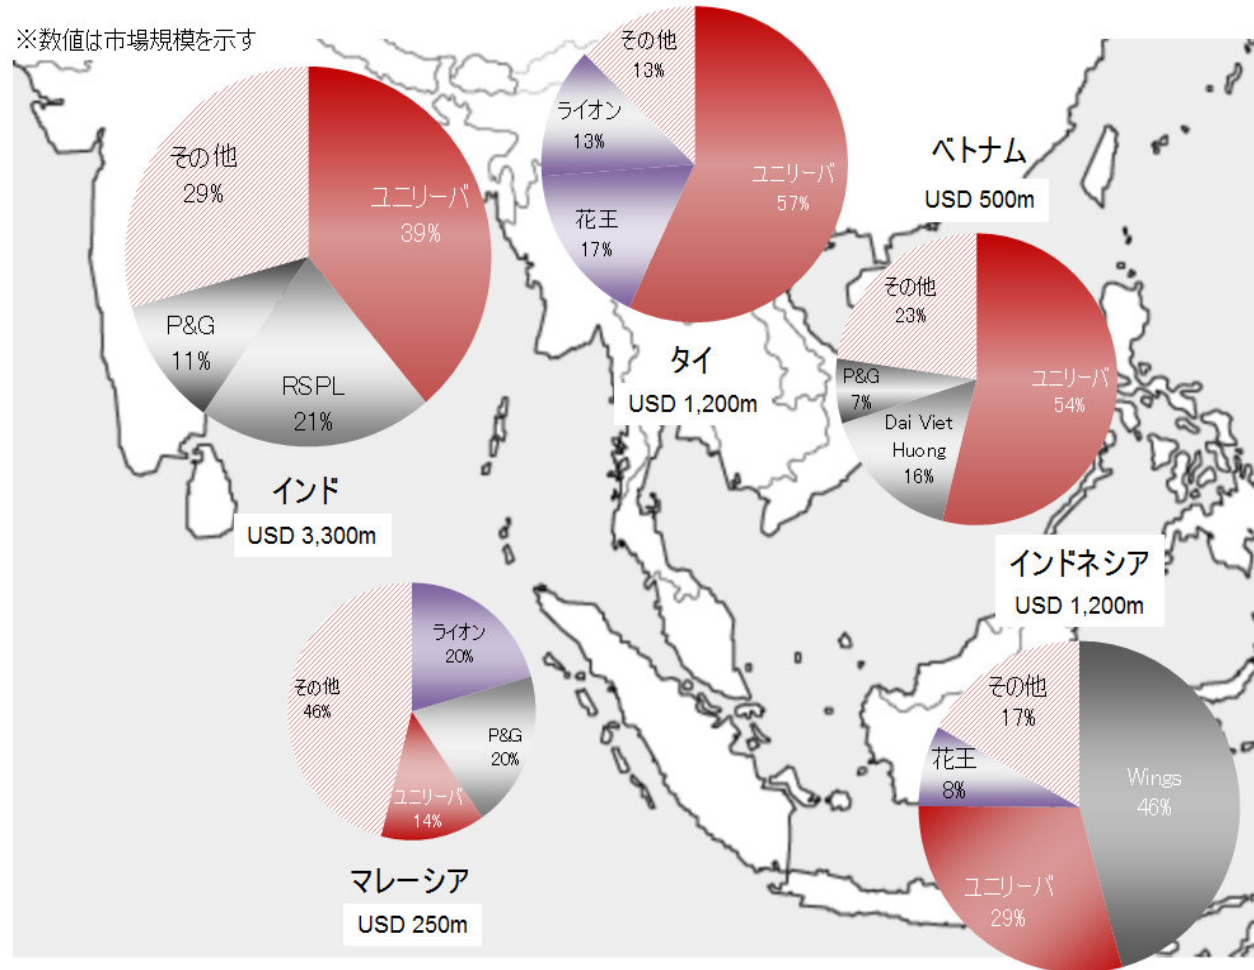 ※数値は市場規模を示す
その他
29%
ユニリーバ
39%
P&G
11%
RSPL
21%
インド
USD 3,300m
その他
13%
ライオン
13%
花王
17%
ユニリーバ
57%
タイ
USD 1,200m
ベトナム
USD 500m
その他
23%
P&G
7%
Dai Viet
Huong
16%
ユニリーバ
54%
その他
46%
ライオン
20%
P&G
20%
ユニリーバ
14%
マレーシア
USD 250m
インドネシア
USD 1,200m
その他
17%
花王
8%
Wings
46%
ユニリーバ
29%